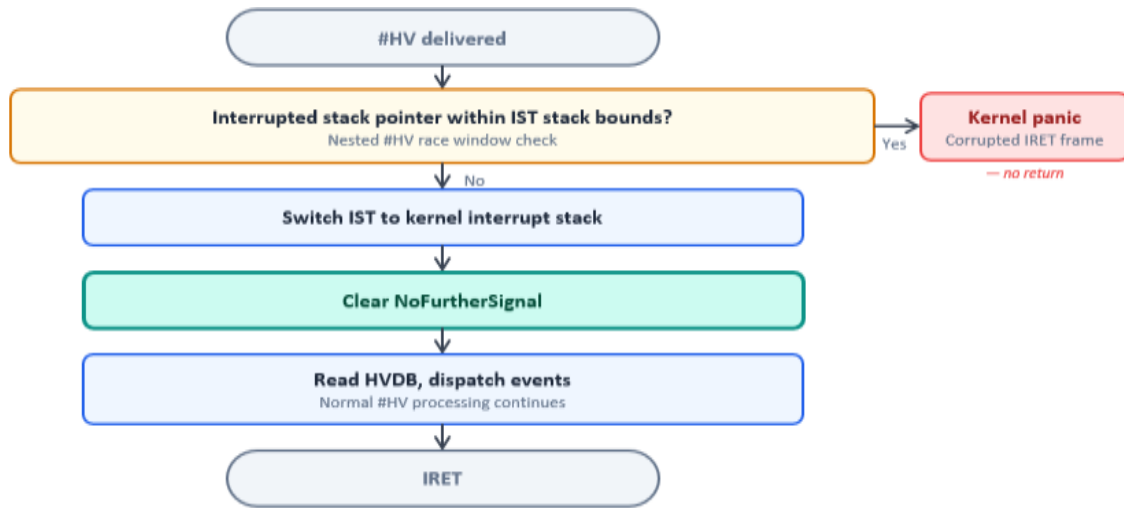 #HV delivered
Interrupted stack pointer within IST stack bounds?
Nested #HV race window check
Yes
Kernel panic
Corrupted IRET frame
— no return
No
Switch IST to kernel interrupt stack
Clear NoFurtherSignal
Read HVDB, dispatch events
Normal #HV processing continues
IRET